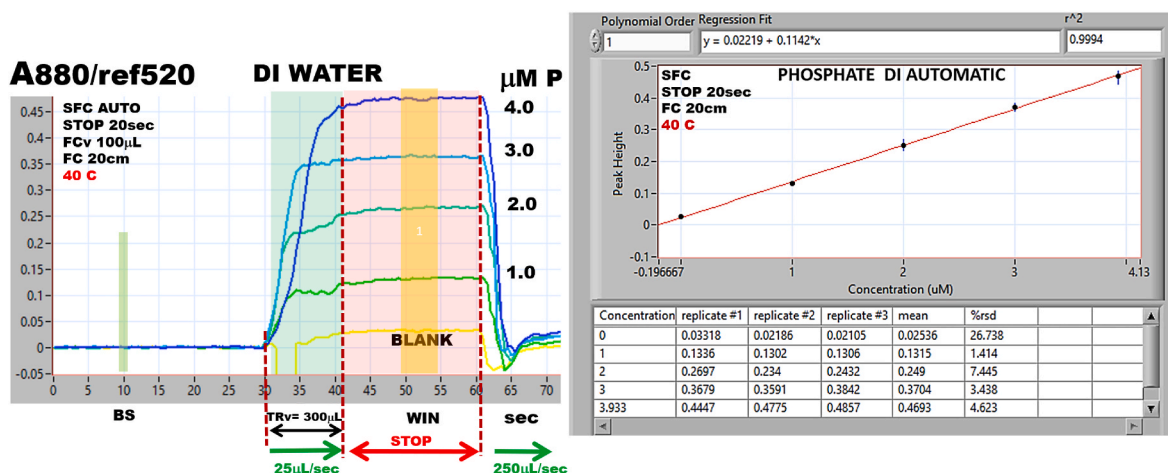 A880/ref520
DI WATER
μM P
SFC AUTO
STOP 20sec
FCv 100μL
FC 20cm
40 C
4.0
3.0
2.0
1.0
1
BLANK
0.45
0.4
0.35
0.3
0.25
0.2
0.15
0.1
0.05
0
-0.05
0 5 10 15 20 25 30 35 40 45 50 55 60 65 70
BS
TRv= 300μL
WIN
sec
STOP
25μL/sec
250μL/sec
Polynomial Order Regression Fit r^2
1 y = 0.02219 + 0.1142*x 0.9994
SFC
STOP 20sec
FC 20cm
40 C
PHOSPHATE DI AUTOMATIC
Peak Height
0.5
0.4
0.3
0.2
0.1
0
-0.1
-0.196667 1 2 3 4.13
Concentration (uM)
Concentration replicate #1 replicate #2 replicate #3 mean %rsd
0 0.03318 0.02186 0.02105 0.02536 26.738
1 0.1336 0.1302 0.1306 0.1315 1.414
2 0.2697 0.234 0.2432 0.249 7.445
3 0.3679 0.3591 0.3842 0.3704 3.438
3.933 0.4447 0.4775 0.4857 0.4693 4.623